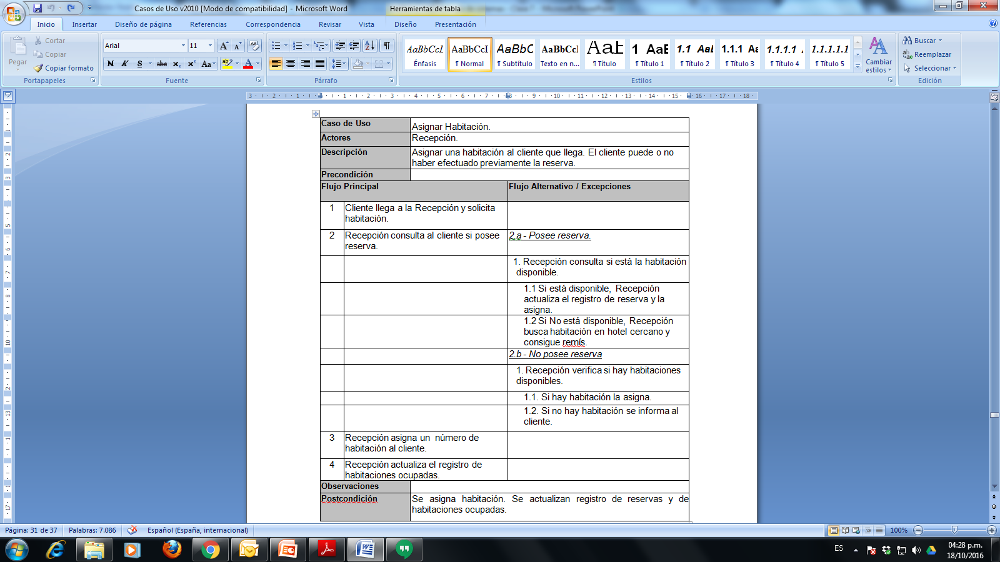 Casos de Uso v2010 [Modo de compatibilidad] - Microsoft Word
Herramientas de tabla
Inicio
Insertar
Diseño de página
Referencias
Correspondencia
Revisar
Vista
Diseño
Presentación
Pegar
Cortar
Copiar
Copiar formato
Portapapeles
Arial
11
Fuente
Párrafo
AaBbCcI
AaBbCcI
AaBbC
AaBbCcI
1 AaE
1.1 Aal
1.1.1 Aa
1.1.1.1
1.1.1.1.1
Énfasis
¶ Normal
¶ Subtítulo
Texto en n...
¶ Título
¶ Título 1
¶ Título 2
¶ Título 3
¶ Título 4
¶ Título 5
Cambiar
estilos
Estilos
Buscar
Reemplazar
Seleccionar
Edición
3 2 1 1 2 3 4 5 6 7 8 9 10 11 12 13 14 15 16 17 18
Caso de Uso
Asignar Habitación.
Actores
Recepción.
Descripción
Asignar una habitación al cliente que llega. El cliente puede o no
haber efectuado previamente la reserva.
Precondición
Flujo Principal
Flujo Alternativo / Excepciones
1
Cliente llega a la Recepción y solicita
habitación.
2
Recepción consulta al cliente si posee
reserva.
2.a - Posee reserva.
1. Recepción consulta si está la habitación
disponible.
1.1 Si está disponible, Recepción
actualiza el registro de reserva y la
asigna.
1.2 Si No está disponible, Recepción
busca habitación en hotel cercano y
consigue remís.
2.b - No posee reserva
1. Recepción verifica si hay habitaciones
disponibles.
1.1. Si hay habitación la asigna.
1.2. Si no hay habitación se informa al
cliente.
3
Recepción asigna un número de
habitación al cliente.
4
Recepción actualiza el registro de
habitaciones ocupadas.
Observaciones
Postcondición
Se asigna habitación. Se actualizan registro de reservas y de
habitaciones ocupadas.
Página: 31 de 37
Palabras: 7.086
Español (España, internacional)
100%
ES
04:28 p.m.
18/10/2016